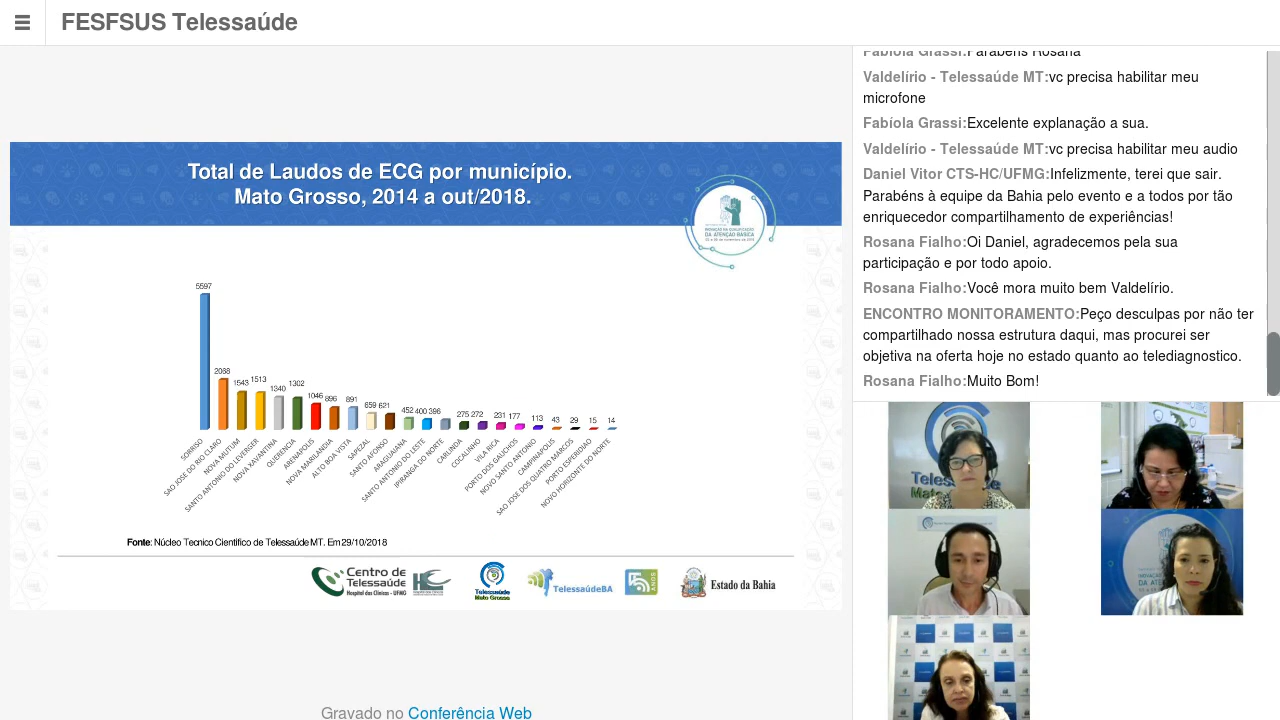 FESFSUS Telessaúde
Total de Laudos de ECG por município.
Mato Grosso, 2014 a out/2018.
INOVAÇÃO NA QUALIFICAÇÃO
DA ATENÇÃO BÁSICA
5597
2068
1543
1513
1340
1302
1046
896
891
659
621
452
400
396
275
272
231
177
113
43
29
15
14
SORRISO
SAO JOSE DO RIO CLARO
NOVA MUTUM
SANTO ANTONIO DO LEVERGER
NOVA XAVANTINA
QUERENCIA
ARENAPOLIS
NOVA MARILANDIA
ALTO BOA VISTA
SAPEZAL
SANTO AFONSO
ARAGUAIANA
SANTO ANTONIO DO LESTE
IPIRANGA DO NORTE
CARLINDA
COCALINHO
VILA RICA
PORTO DOS GAUCHOS
NOVO SANTO ANTONIO
CAMPINAPOLIS
SAO JOSE DOS QUATRO MARCOS
PORTO ESPERIDIAO
NOVO HORIZONTE DO NORTE
Fonte: Núcleo Tecnico Cientifico de Telessaúde MT. Em 29/10/2018
Centro de
Telessaúde
Hospital das Clínicas - UFMG
HC
Telessaúde
Mato Grosso
TelessaúdeBA
Estado da Bahia
Gravado no Conferência Web
Fabíola Grassi:Parabéns Rosana
Valdelírio - Telessaúde MT:vc precisa habilitar meu
microfone
Fabíola Grassi:Excelente explanação a sua.
Valdelírio - Telessaúde MT:vc precisa habilitar meu audio
Daniel Vitor CTS-HC/UFMG:Infelizmente, terei que sair.
Parabéns à equipe da Bahia pelo evento e a todos por tão
enriquecedor compartilhamento de experiências!
Rosana Fialho:Oi Daniel, agradecemos pela sua
participação e por todo apoio.
Rosana Fialho:Você mora muito bem Valdelírio.
ENCONTRO MONITORAMENTO:Peço desculpas por não ter
compartilhado nossa estrutura daqui, mas procurei ser
objetiva na oferta hoje no estado quanto ao telediagnostico.
Rosana Fialho:Muito Bom!